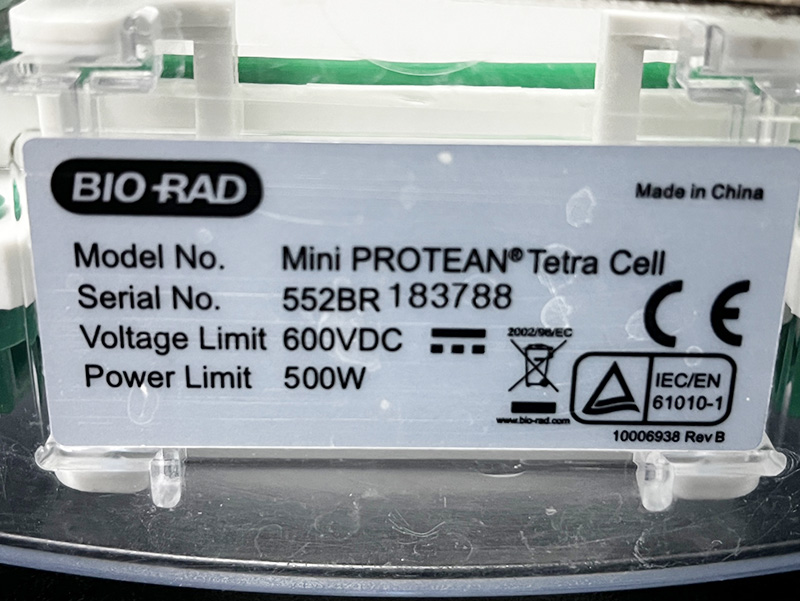 BIO-RAD
Made in China
Model No. Mini PROTEAN® Tetra Cell
Serial No. 552BR 183788
Voltage Limit 600VDC
Power Limit 500W
CE
2002/96/EC
www.bio-rad.com
IEC/EN
61010-1
10006938 Rev B